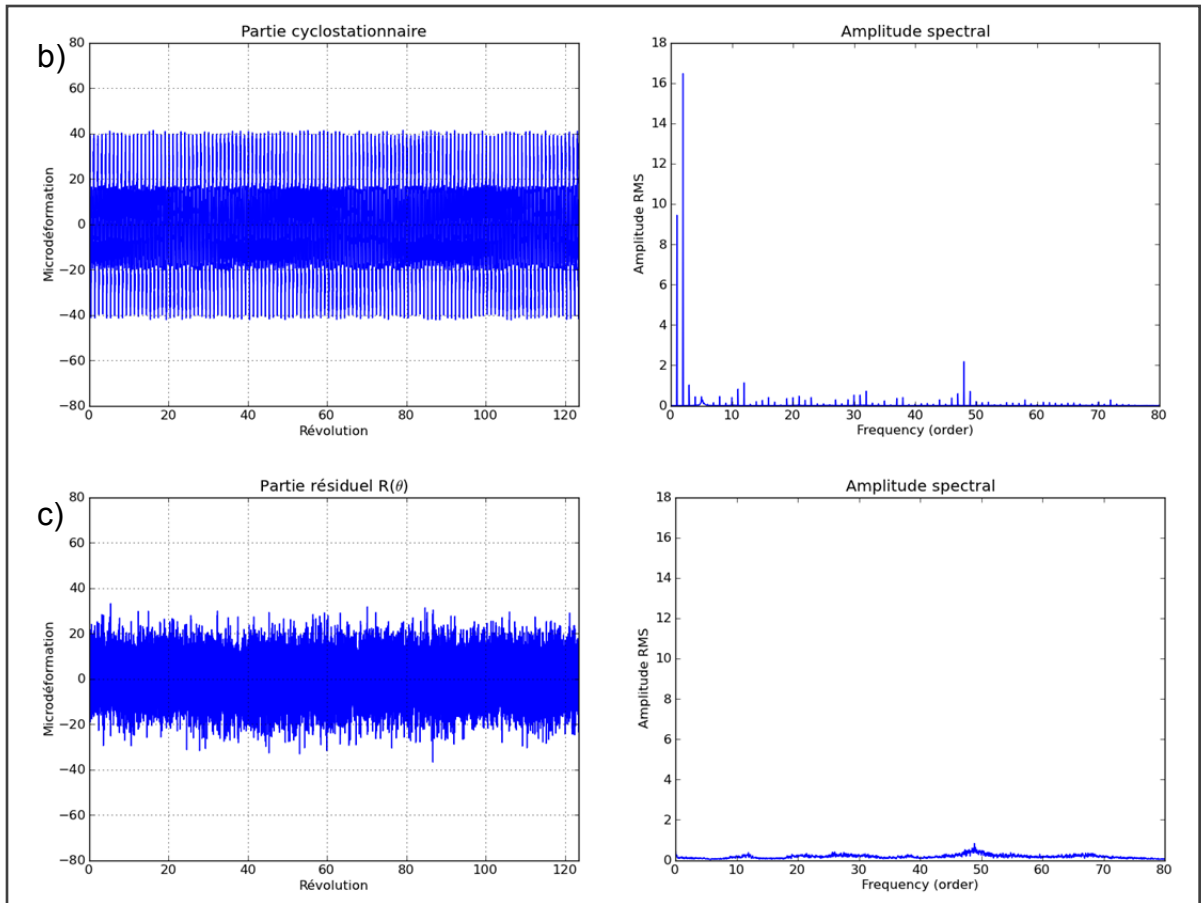 b)
Partie cyclostationnaire
80
60
40
20
0
−20
−40
−60
−80
Microdéformation
0 20 40 60 80 100 120
Révolution
Amplitude spectral
18
16
14
12
10
8
6
4
2
0
Amplitude RMS
0 10 20 30 40 50 60 70 80
Frequency (order)
c)
Partie résiduel R(θ)
80
60
40
20
0
−20
−40
−60
−80
Microdéformation
0 20 40 60 80 100 120
Révolution
Amplitude spectral
18
16
14
12
10
8
6
4
2
0
Amplitude RMS
0 10 20 30 40 50 60 70 80
Frequency (order)